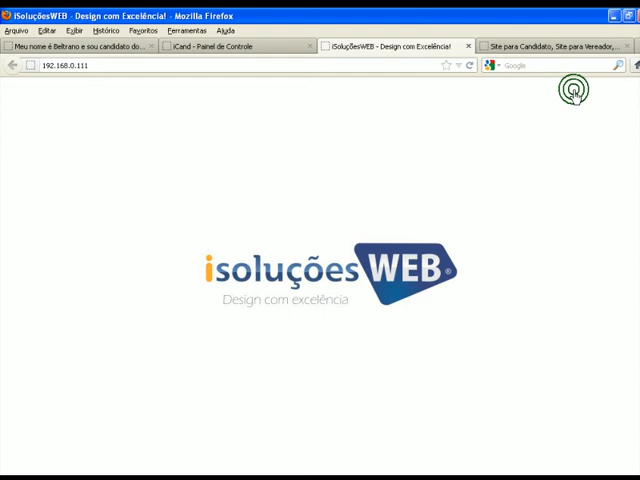 iSoluçõesWEB - Design com Excelência! - Mozilla Firefox
Arquivo Editar Exibir Histórico Favoritos Ferramentas Ajuda
Meu nome é Beltrano e sou candidato do... iCand - Painel de Controle iSoluçõesWEB - Design com Excelência! Site para Candidato, Site para Vereador,...
192.168.0.111 Google
isoluções WEB®
Design com excelência